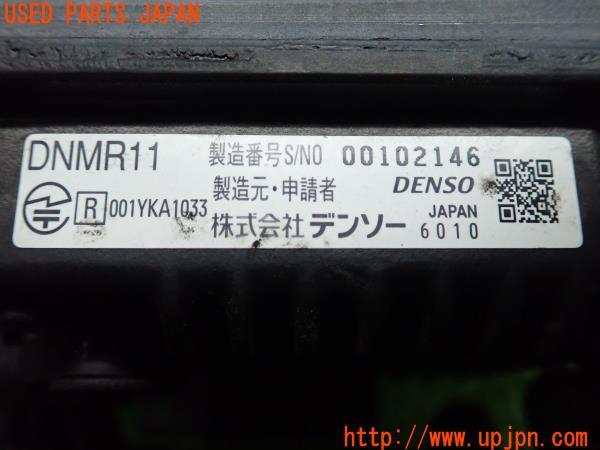 USED PARTS JAPAN
DNMR11
製造番号S/NO 00102146
R 001YKA1033
製造元・申請者 DENSO
株式会社デンソー JAPAN
6010
http://www.upjpn.com